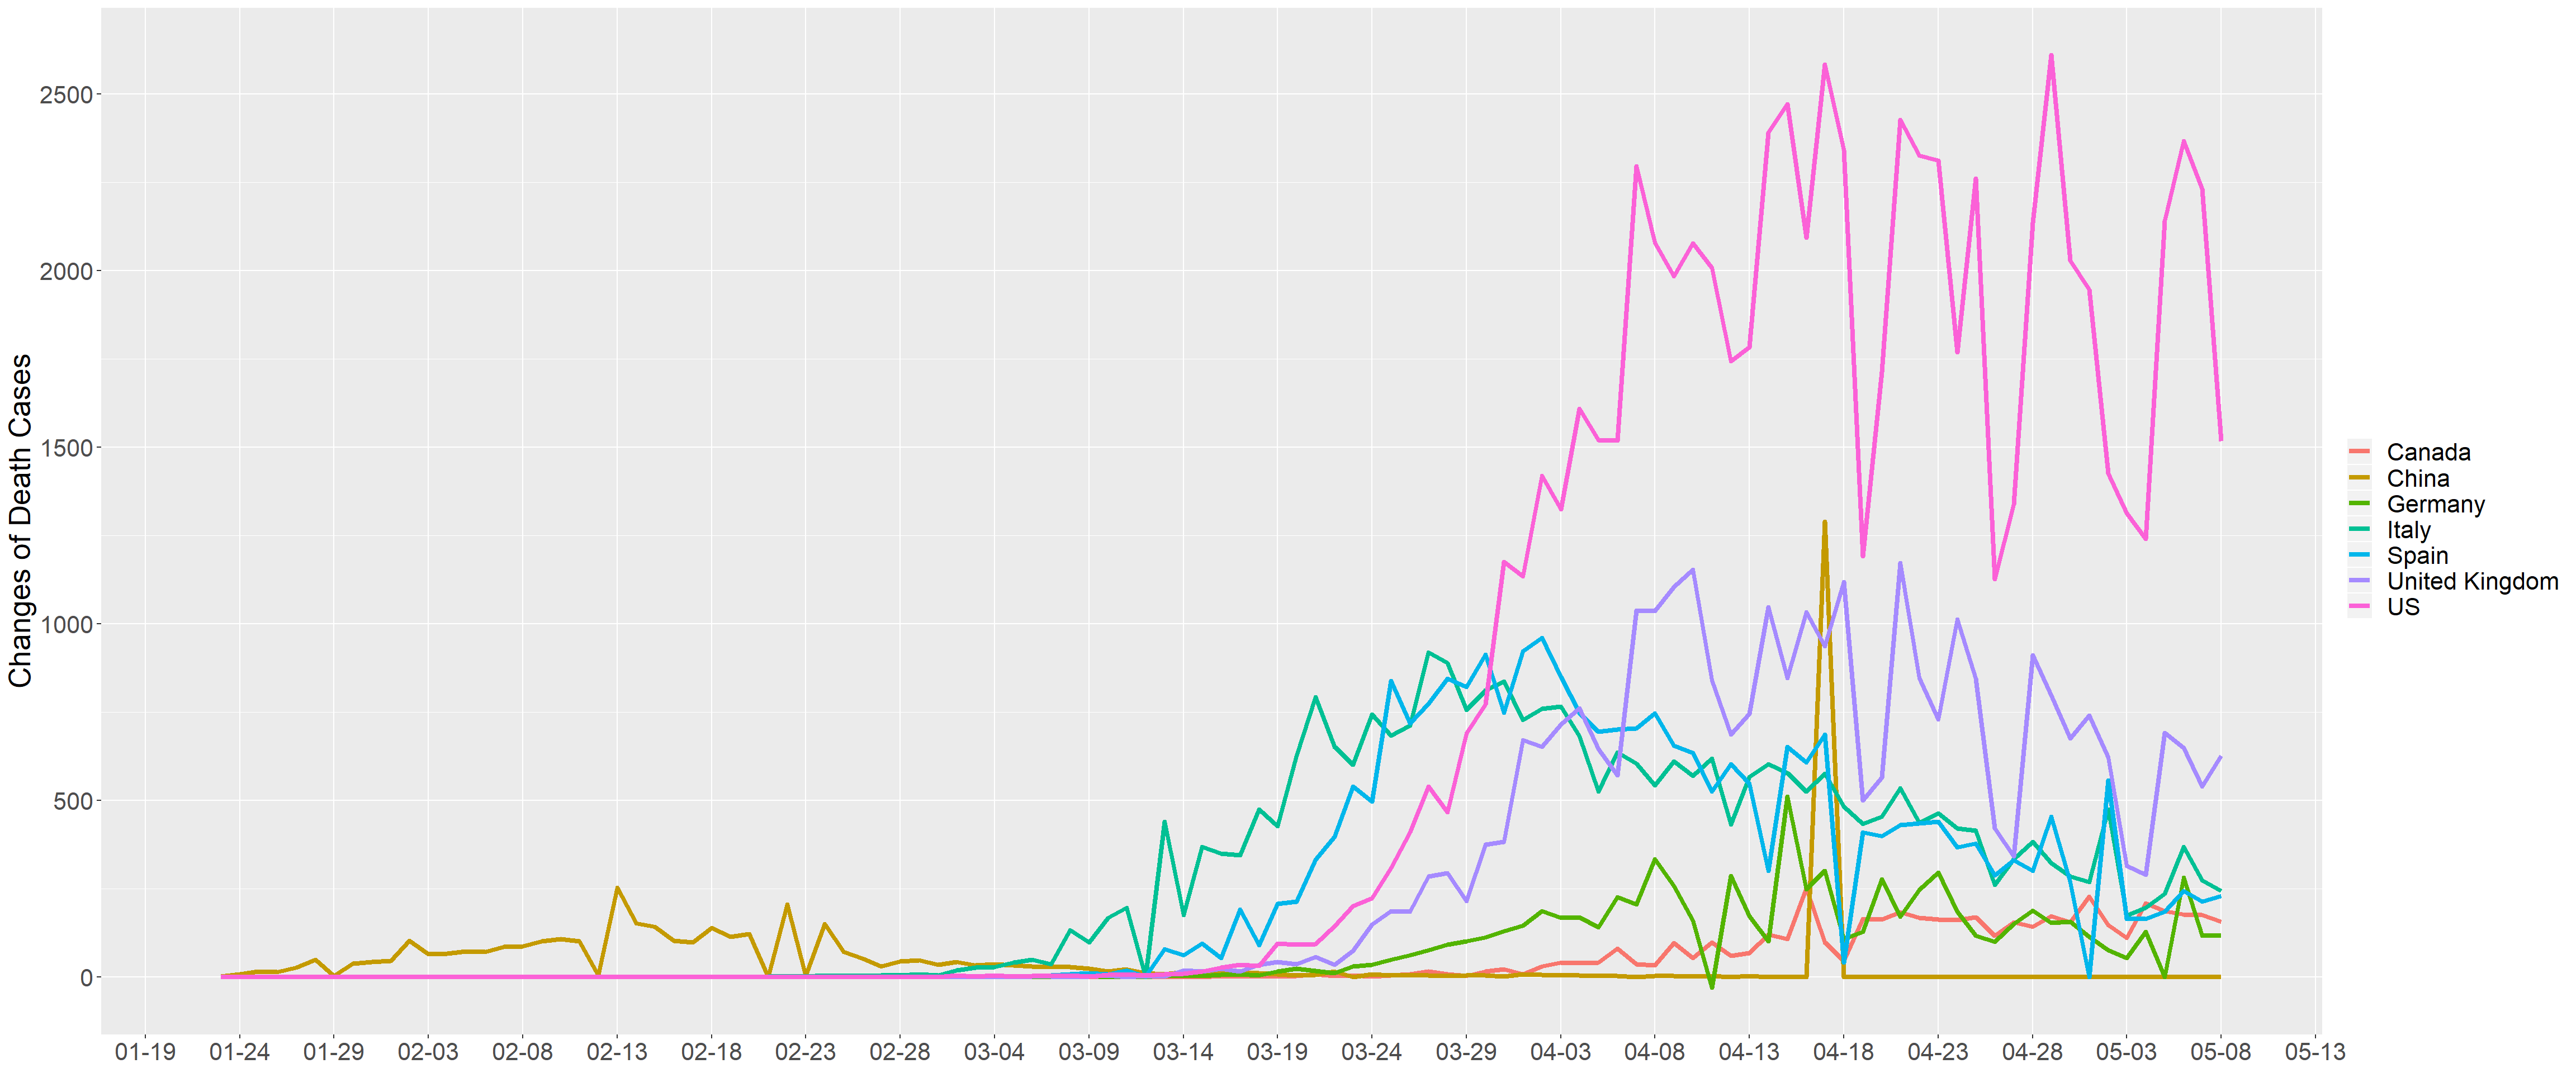 Changes of Death Cases
2500
2000
1500
1000
500
0
01-19 01-24 01-29 02-03 02-08 02-13 02-18 02-23 02-28 03-04 03-09 03-14 03-19 03-24 03-29 04-03 04-08 04-13 04-18 04-23 04-28 05-03 05-08 05-13
Canada
China
Germany
Italy
Spain
United Kingdom
US